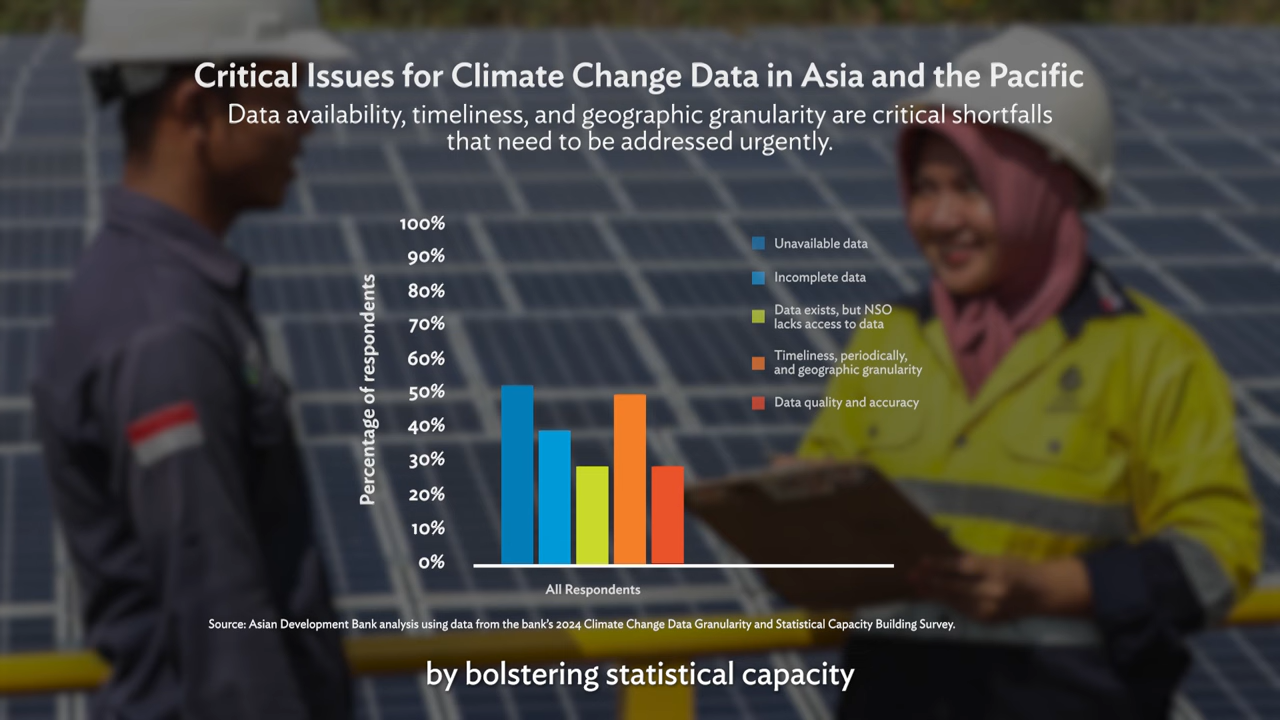 Critical Issues for Climate Change Data in Asia and the Pacific
Data availability, timeliness, and geographic granularity are critical shortfalls
that need to be addressed urgently.
Percentage of respondents
100%
90%
80%
70%
60%
50%
40%
30%
20%
10%
0%
Unavailable data
Incomplete data
Data exists, but NSO
lacks access to data
Timeliness, periodically,
and geographic granularity
Data quality and accuracy
All Respondents
Source: Asian Development Bank analysis using data from the bank's 2024 Climate Change Data Granularity and Statistical Capacity Building Survey.
by bolstering statistical capacity